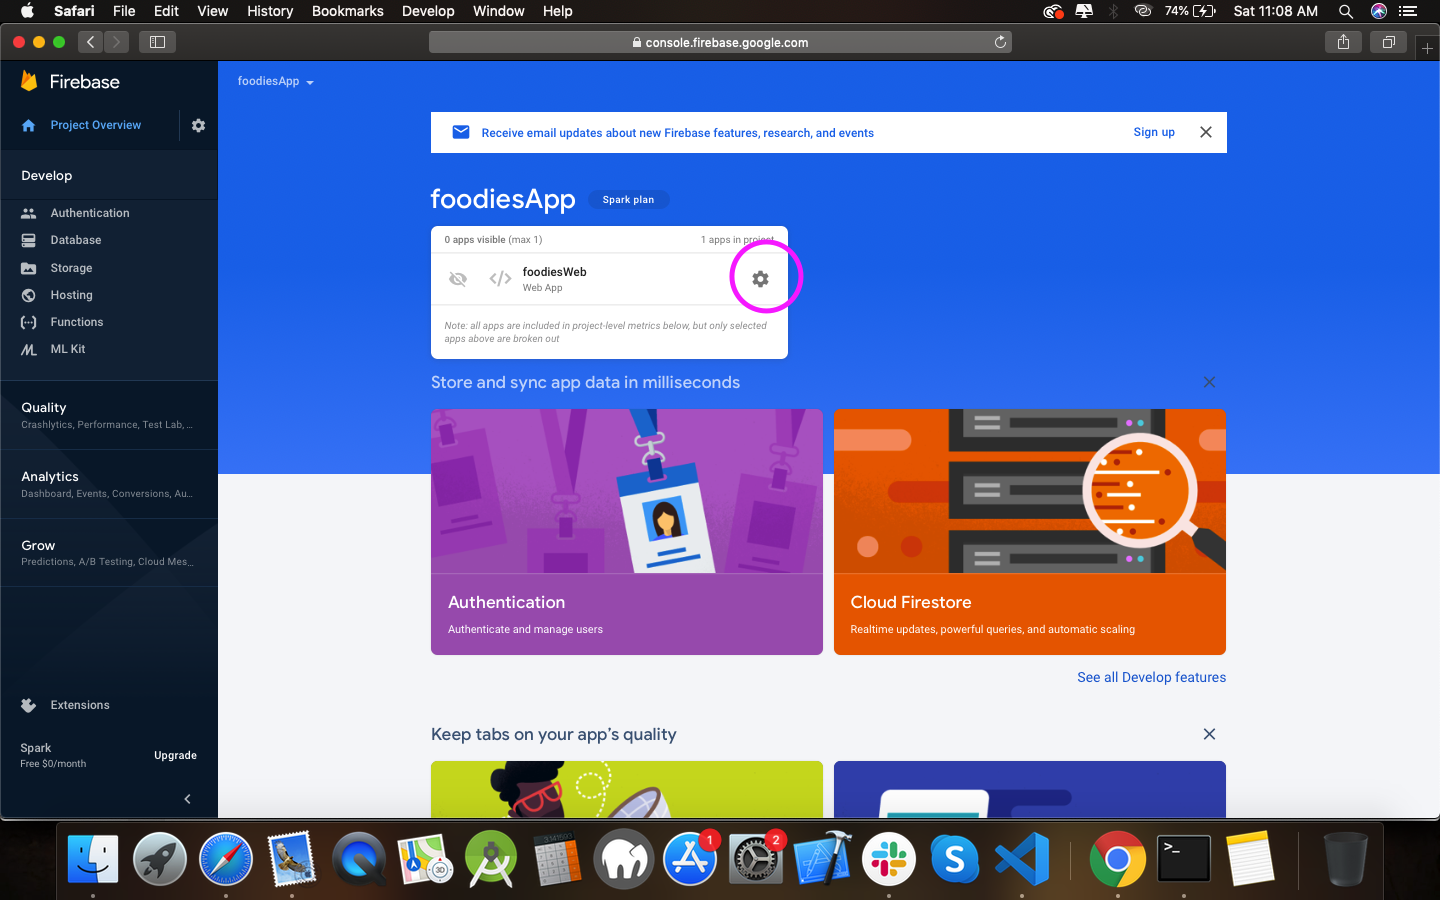 Safari File Edit View History Bookmarks Develop Window Help 74% Sat 11:08 AM
console.firebase.google.com
Firebase
foodiesApp
Project Overview
Receive email updates about new Firebase features, research, and events Sign up
Develop
Authentication
Database
Storage
Hosting
Functions
ML Kit
Quality
Crashlytics, Performance, Test Lab, ...
Analytics
Dashboard, Events, Conversions, Au...
Grow
Predictions, A/B Testing, Cloud Mes...
Extensions
Spark
Free $0/month
Upgrade
foodiesApp Spark plan
0 apps visible (max 1) 1 apps in project
foodiesWeb
Web App
Note: all apps are included in project-level metrics below, but only selected
apps above are broken out
Store and sync app data in milliseconds
Authentication
Authenticate and manage users
Cloud Firestore
Realtime updates, powerful queries, and automatic scaling
See all Develop features
Keep tabs on your app's quality
3D
1
2
S
>_